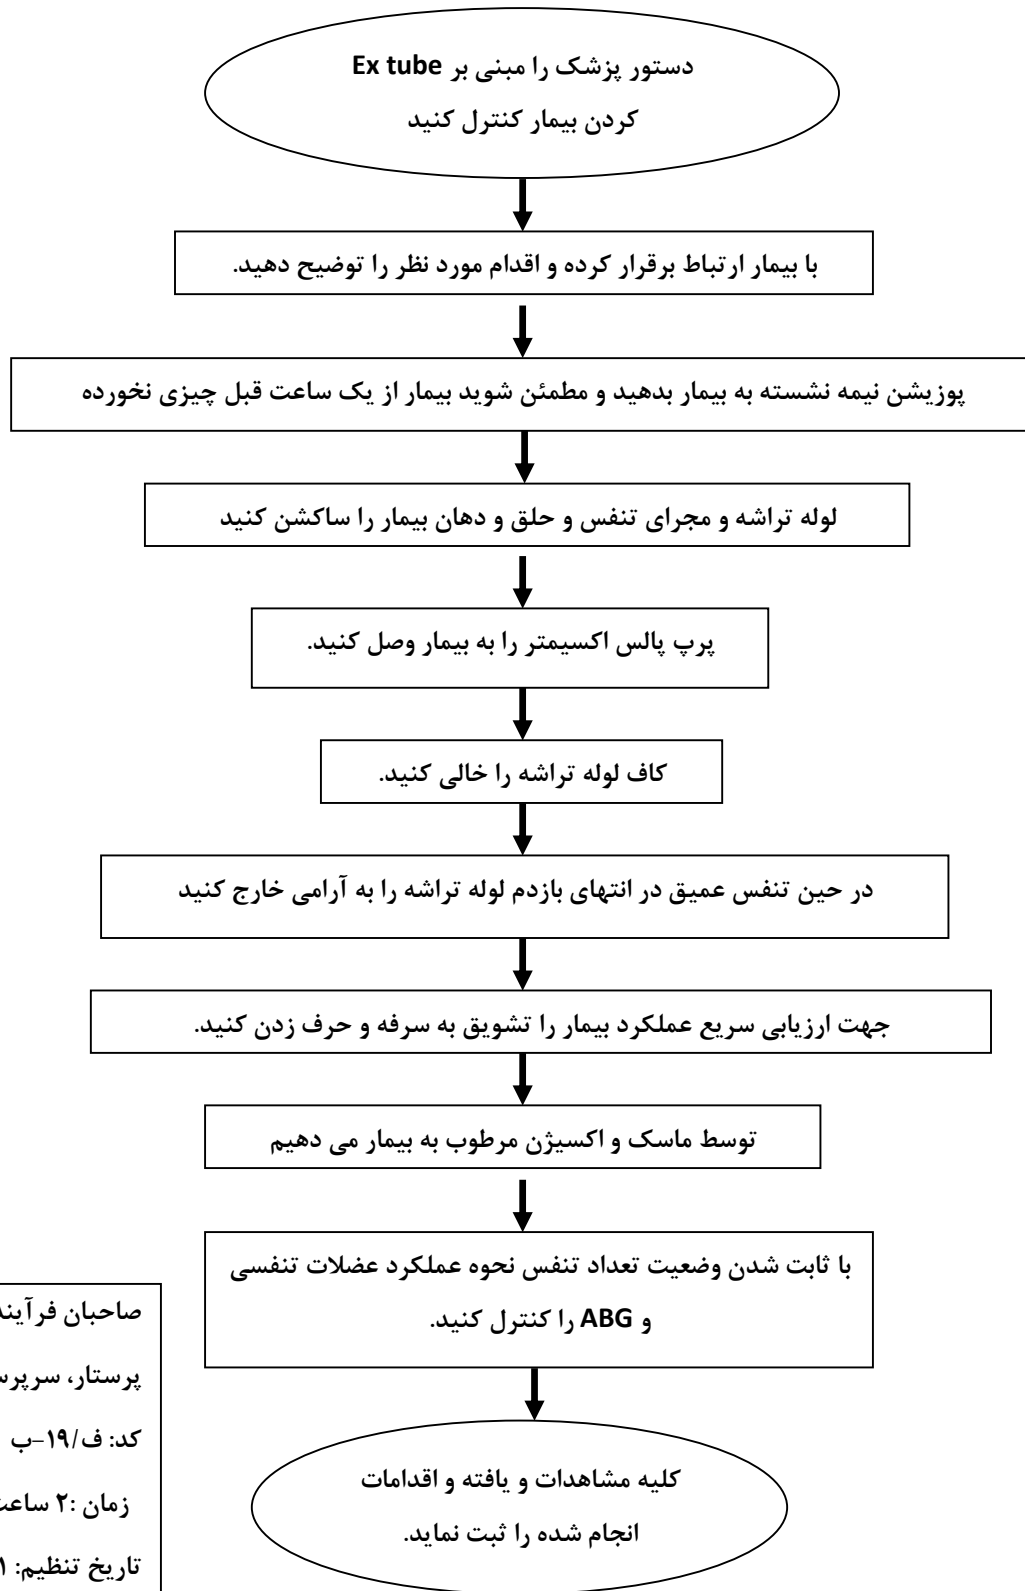 دستور پزشک را مبنی بر Ex tube
کردن بیمار کنترل کنید
با بیمار ارتباط برقرار کرده و اقدام مورد نظر را توضیح دهید.
پوزیشن نیمه نشسته به بیمار بدهید و مطمئن شوید بیمار از یک ساعت قبل چیزی نخورده
لوله تراشه و مجرای تنفس و حلق و دهان بیمار را ساکشن کنید
پرپ پالس اکسیمتر را به بیمار وصل کنید.
کاف لوله تراشه را خالی کنید.
در حین تنفس عمیق در انتهای بازدم لوله تراشه را به آرامی خارج کنید
جهت ارزیابی سریع عملکرد بیمار را تشویق به سرفه و حرف زدن کنید.
توسط ماسک و اکسیژن مرطوب به بیمار می دهیم
با ثابت شدن وضعیت تعداد تنفس نحوه عملکرد عضلات تنفسی
و ABG را کنترل کنید.
کلیه مشاهدات و یافته و اقدامات
انجام شده را ثبت نماید.
صاحبان فرآیند
پرستار،
کد: ف/۱۹-ب
زمان :۲ ساعت
تاریخ تنظیم: